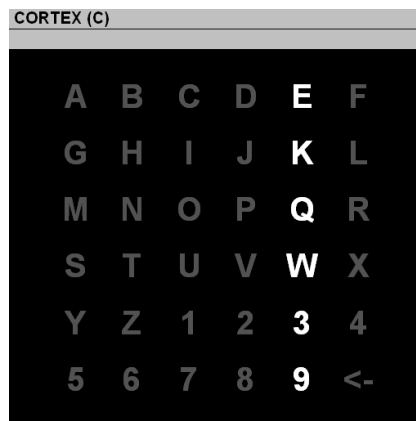 CORTEX (C)
A B C D E F
G H I J K L
M N O P Q R
S T U V W X
Y Z 1 2 3 4
5 6 7 8 9 <-